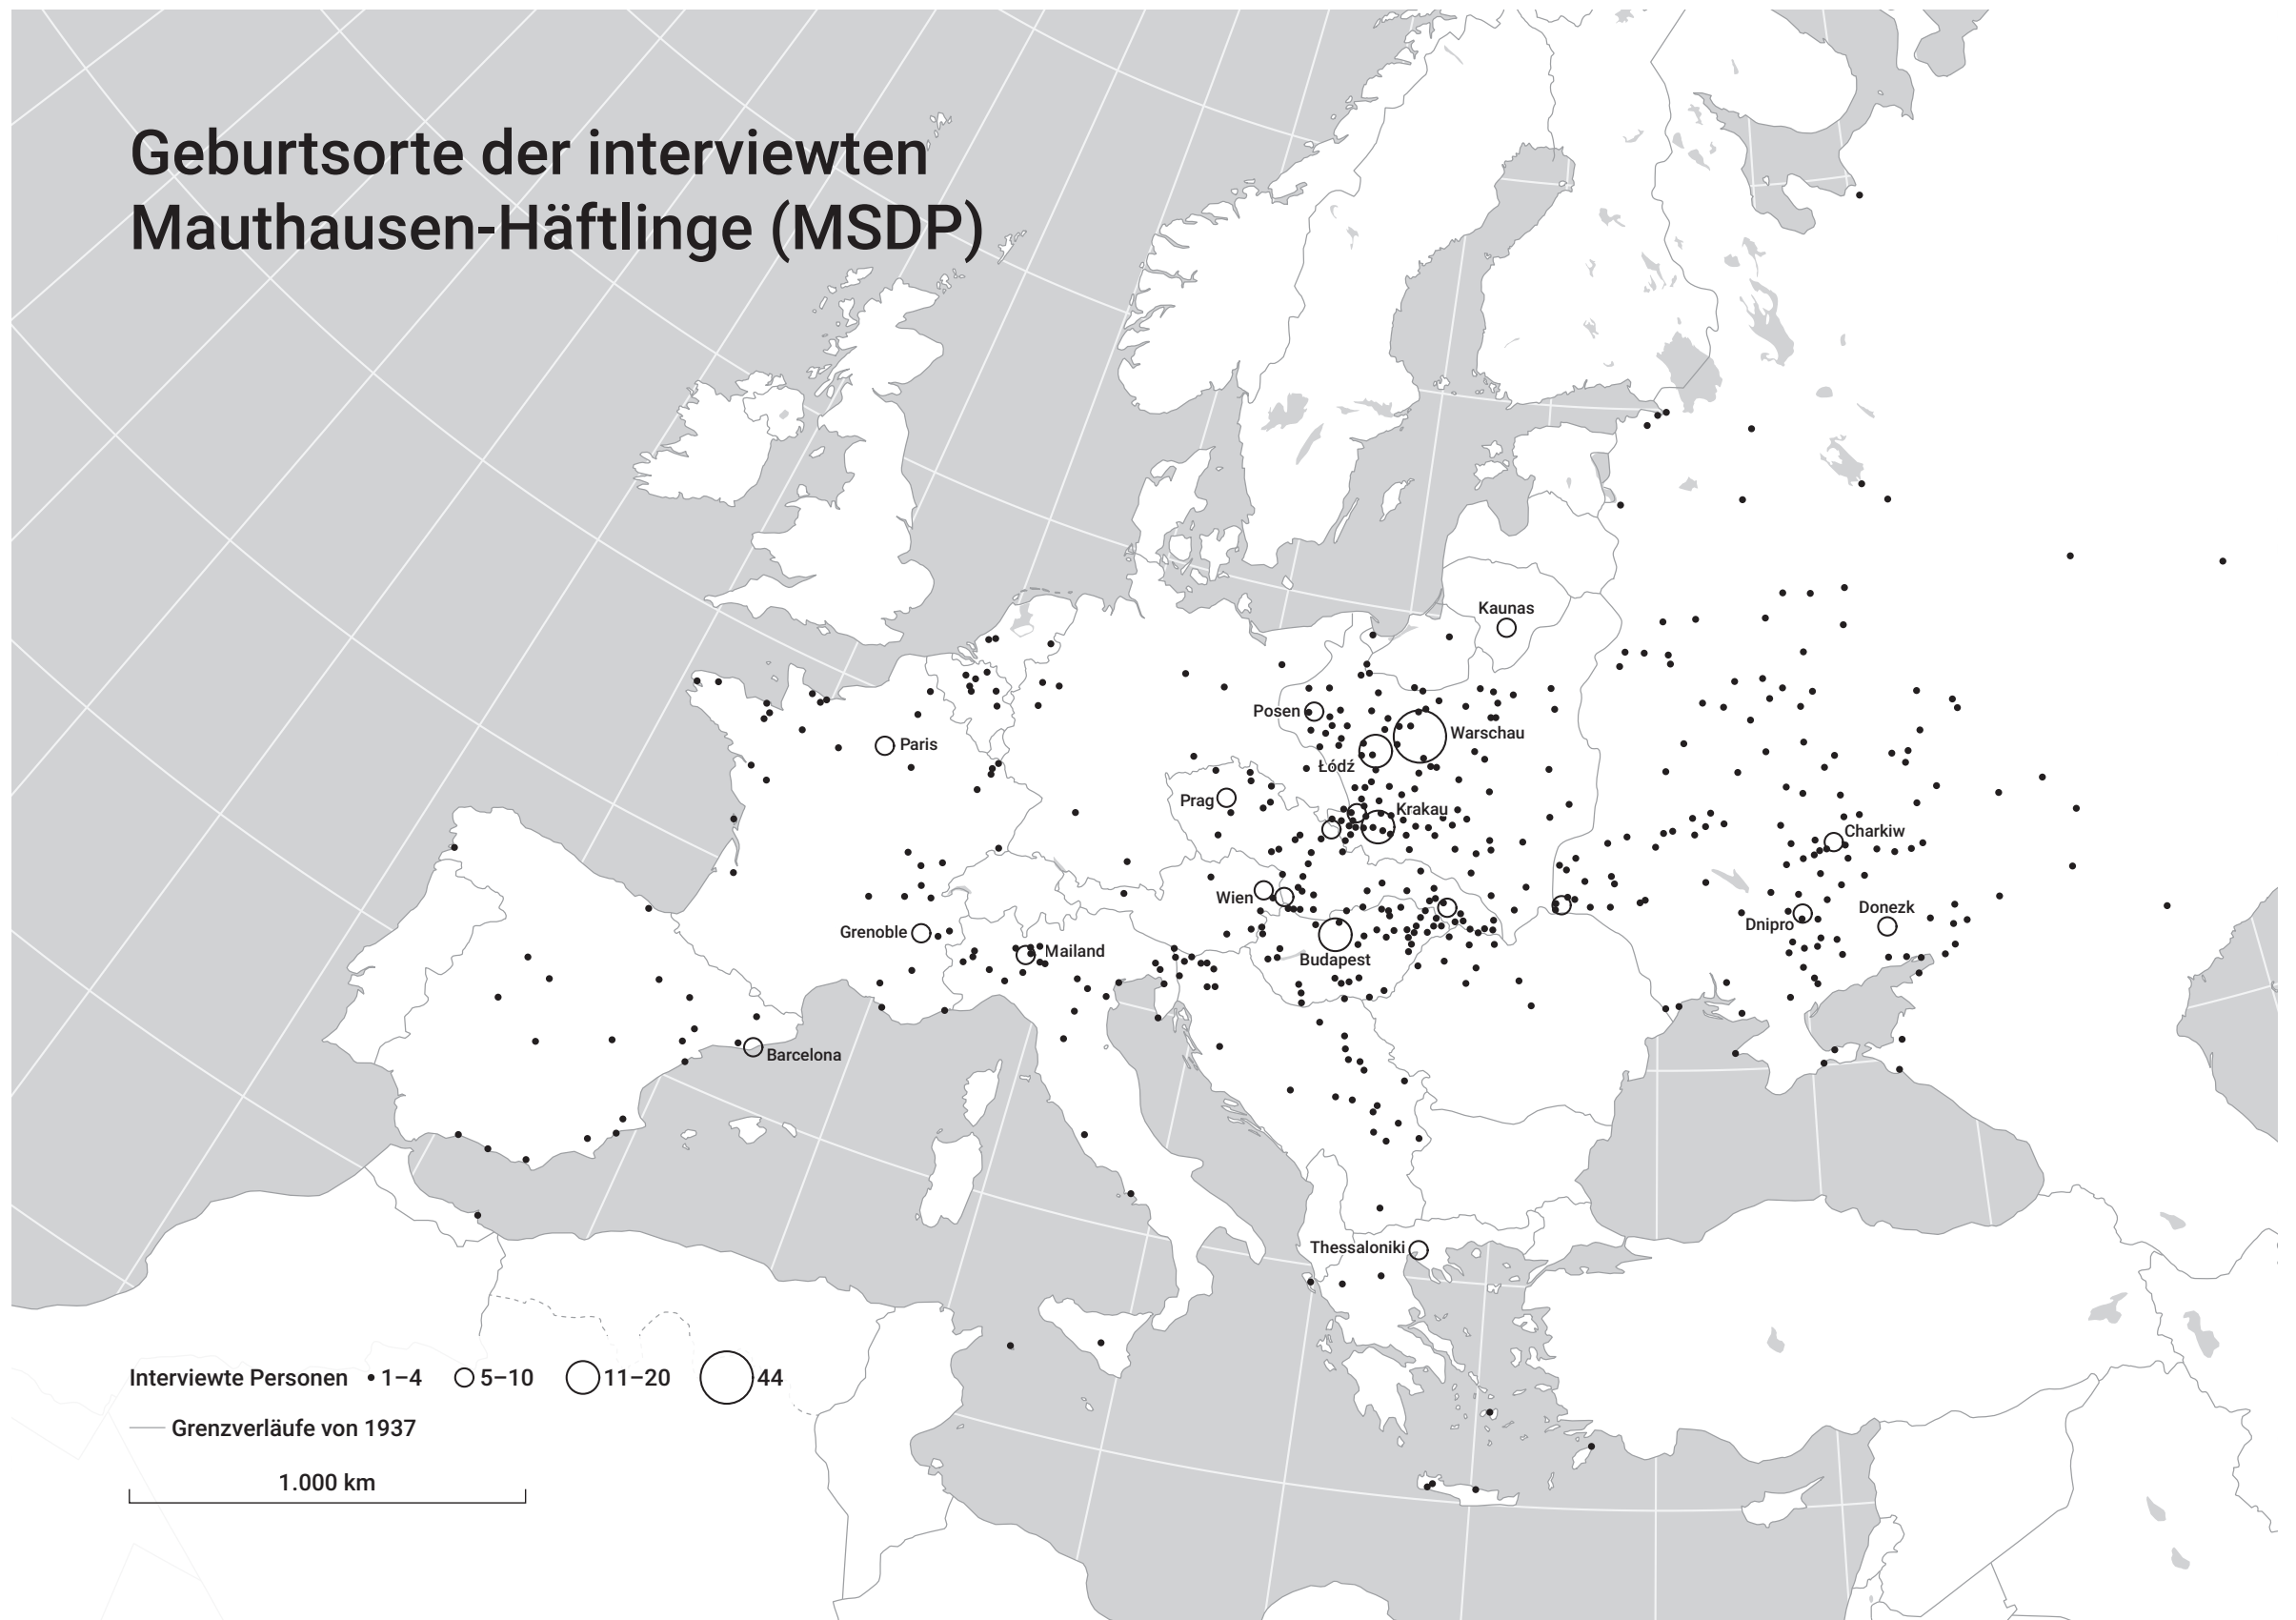 Geburtsorte der interviewten
Mauthausen-Häftlinge (MSDP)
Kaunas
Posen
Warschau
Paris
Łódź
Prag
Krakau
Charkiw
Wien
Donezk
Dnipro
Grenoble
Mailand
Budapest
Barcelona
Thessaloniki
Interviewte Personen 1–4 5–10 11–20 44
Grenzverläufe von 1937
1.000 km